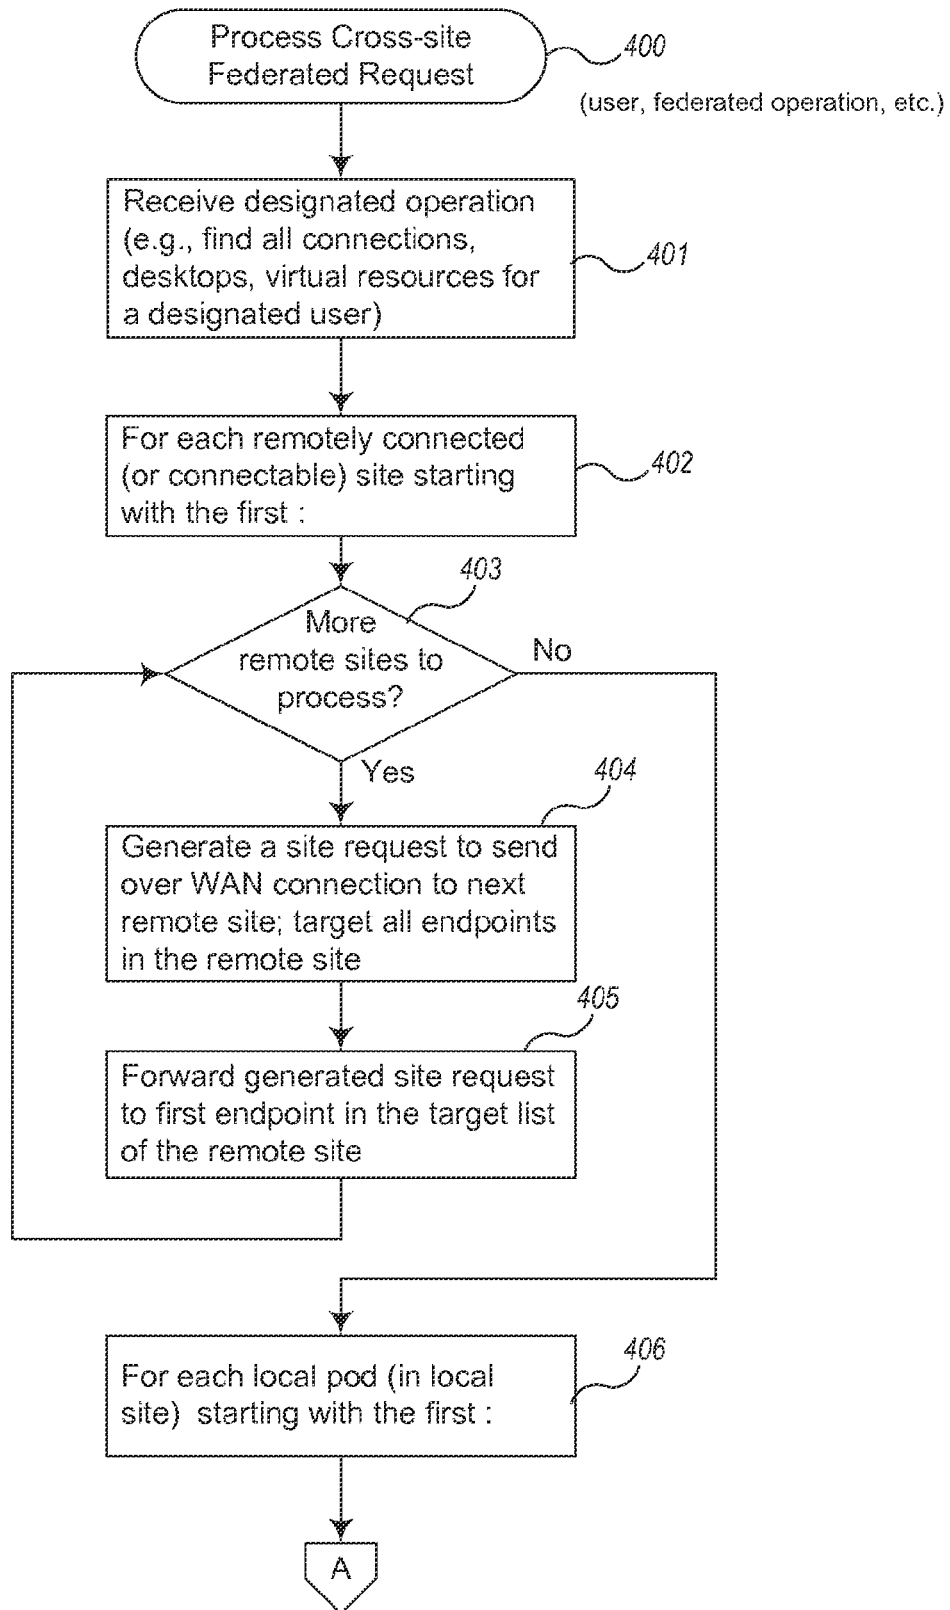 Process Cross-site
Federated Request
400
(user, federated operation, etc.)
Receive designated operation
(e.g., find all connections,
desktops, virtual resources for
a designated user)
401
For each remotely connected
(or connectable) site starting
with the first :
402
403
More
remote sites to
process?
No
Yes
404
Generate a site request to send
over WAN connection to next
remote site; target all endpoints
in the remote site
405
Forward generated site request
to first endpoint in the target list
of the remote site
406
For each local pod (in local
site) starting with the first :
A